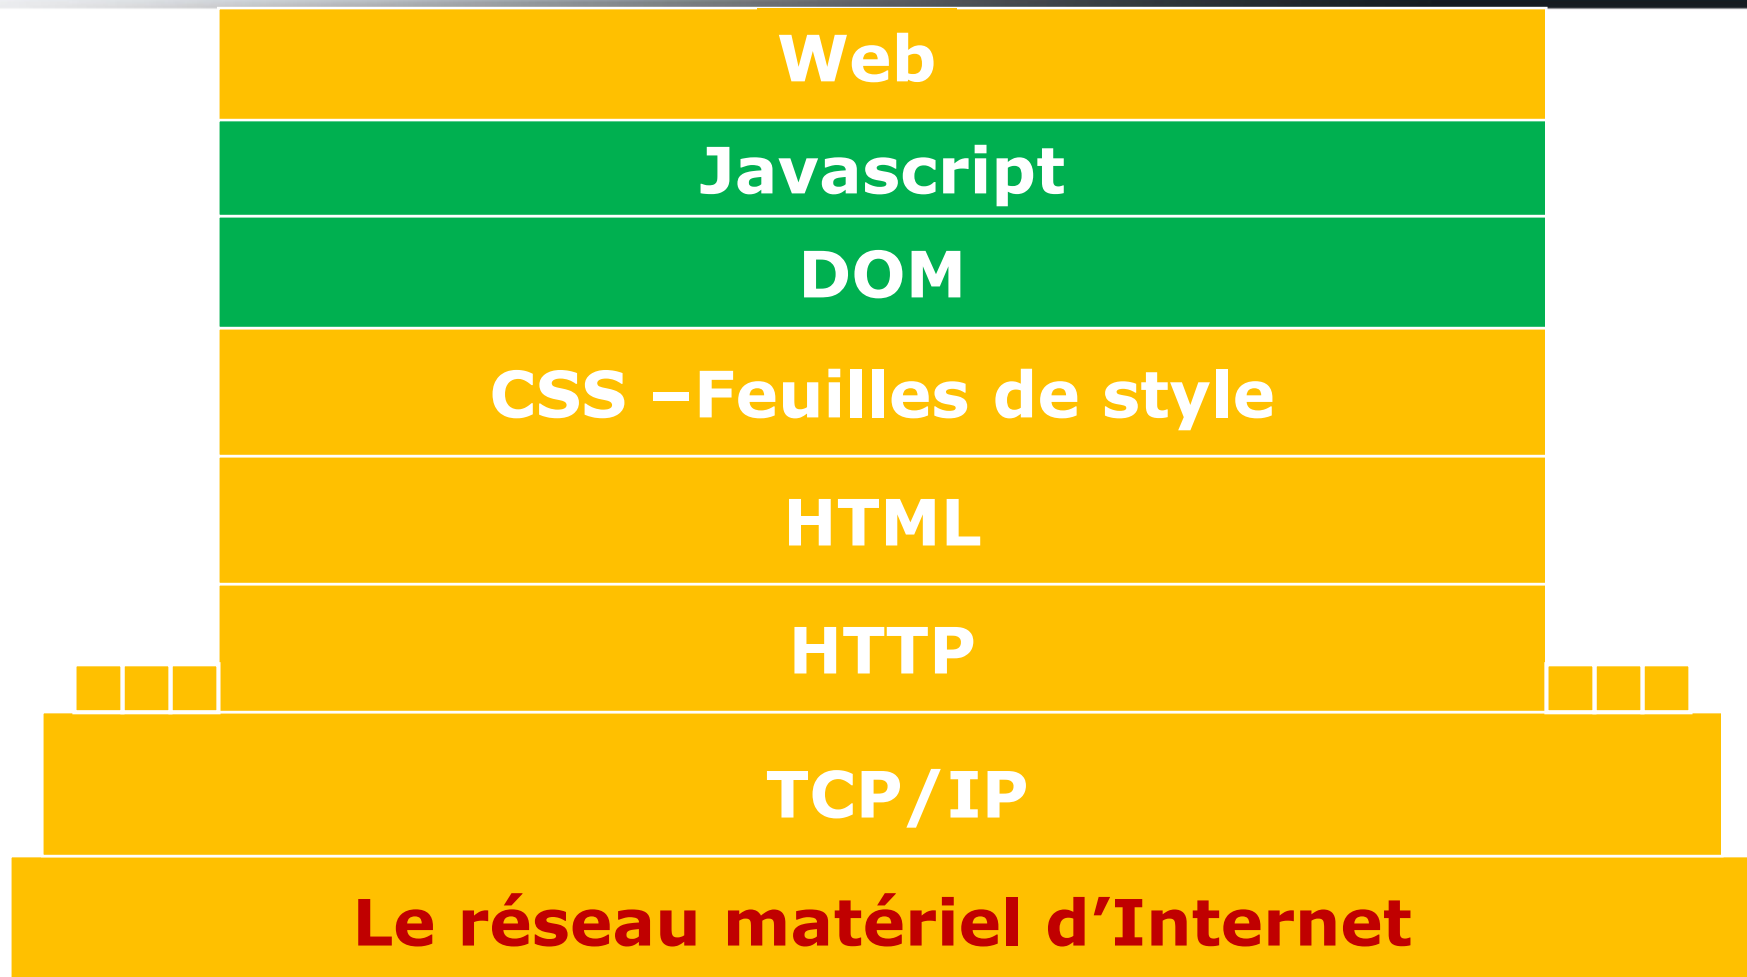 Web
Javascript
DOM
CSS –Feuilles de style
HTML
HTTP
TCP/IP
Le réseau matériel d’Internet